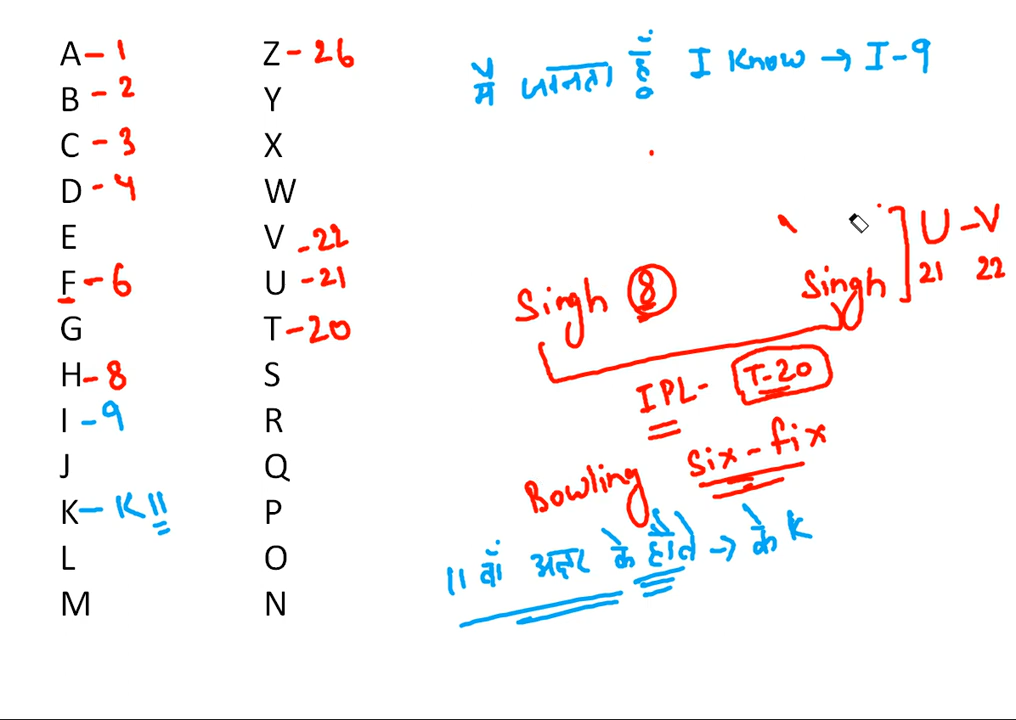 A – 1 Z – 26
B – 2 Y
C – 3 X
D – 4 W
E V – 22
F – 6 U – 21
G T – 20
H – 8 S
I – 9 R
J Q
K – K 11 P
L O
M N
मैं जानता हूँ I know → I – 9
U – V
21 22
Singh 8 Singh
IPL – T-20
Bowling Six – fix
11 वाँ अक्षर के होते → के K